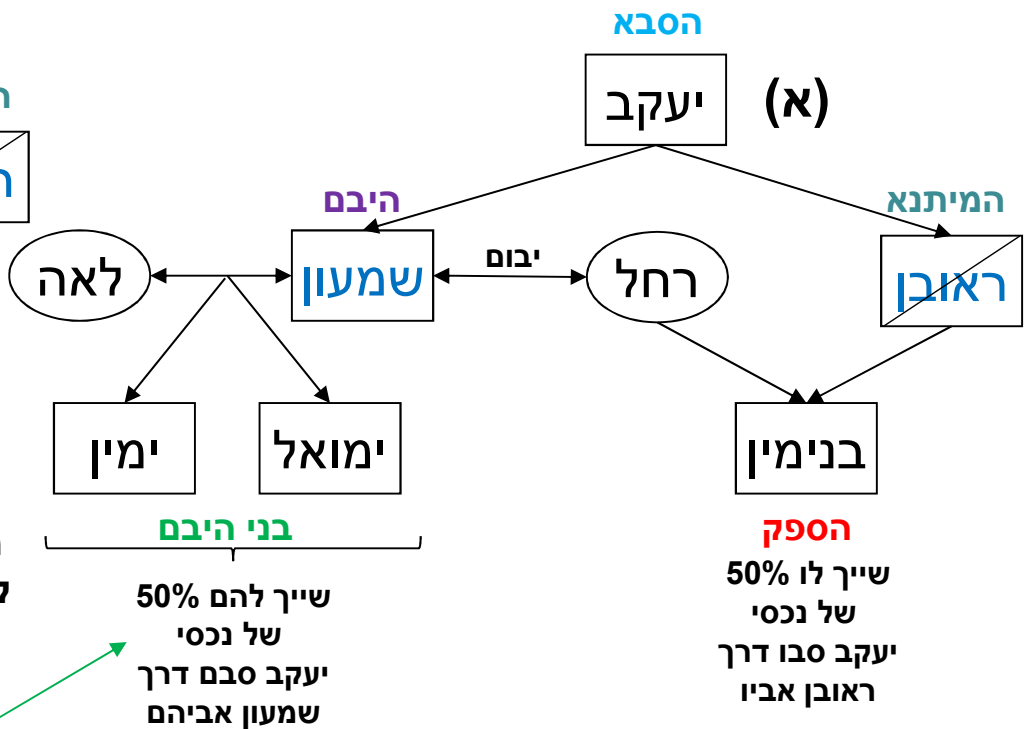 הסבא
יעקב
(א)
המיתנא
היבם
ראובן
רחל
יבום
שמעון
לאה
בנימין
ימואל
ימין
הספק
שייך לו 50%
של נכסי
יעקב סבו דרך
ראובן אביו
בני היבם
שייך להם 50%
של נכסי
יעקב סבם דרך
שמעון אביהם